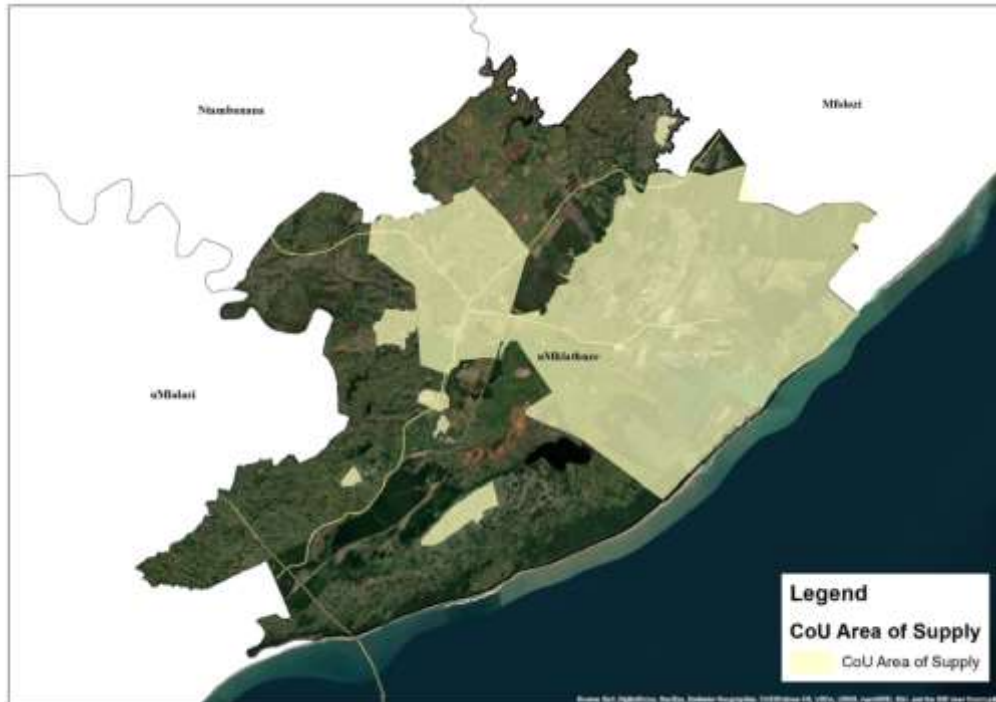 Ntambanana
Mfolozi
uMhlathuze
uMlalazi
Legend
CoU Area of Supply
CoU Area of Supply